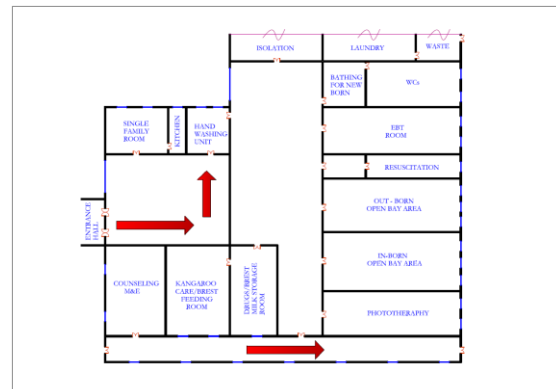 ISOLATION
LAUNDRY
WASTE
BATHING
FOR NEW
BORN
WCs
SINGLE
FAMILY
ROOM
KITCHEN
HAND
WASHING
UNIT
EBT
ROOM
RESUSCITATION
OUT - BORN
OPEN BAY AREA
ENTRANCE
HALL
IN-BORN
OPEN BAY AREA
COUNSELING
M&E
KANGAROO
CARE/BREST
FEEDING
ROOM
DRUGS/BREST
MILK STORAGE
ROOM
PHOTOTHERAPHY